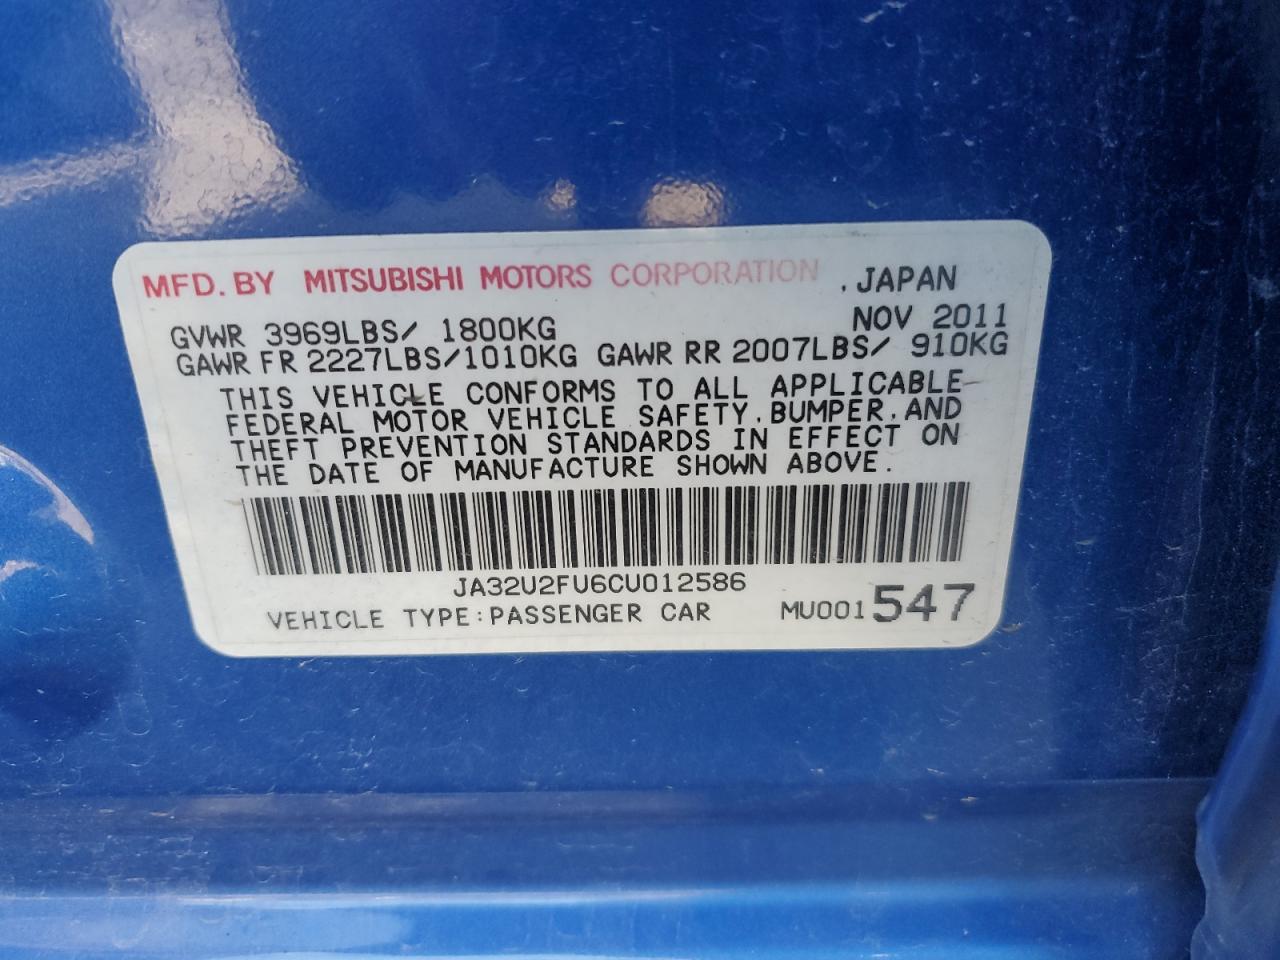 MFD. BY MITSUBISHI MOTORS CORPORATION , JAPAN
GVWR 3969LBS/ 1800KG NOV 2011
GAWR FR 2227LBS/1010KG GAWR RR 2007LBS/ 910KG
THIS VEHICLE CONFORMS TO ALL APPLICABLE
FEDERAL MOTOR VEHICLE SAFETY, BUMPER, AND
THEFT PREVENTION STANDARDS IN EFFECT ON
THE DATE OF MANUFACTURE SHOWN ABOVE.
JA32U2FU6CU012586
VEHICLE TYPE:PASSENGER CAR MU001547